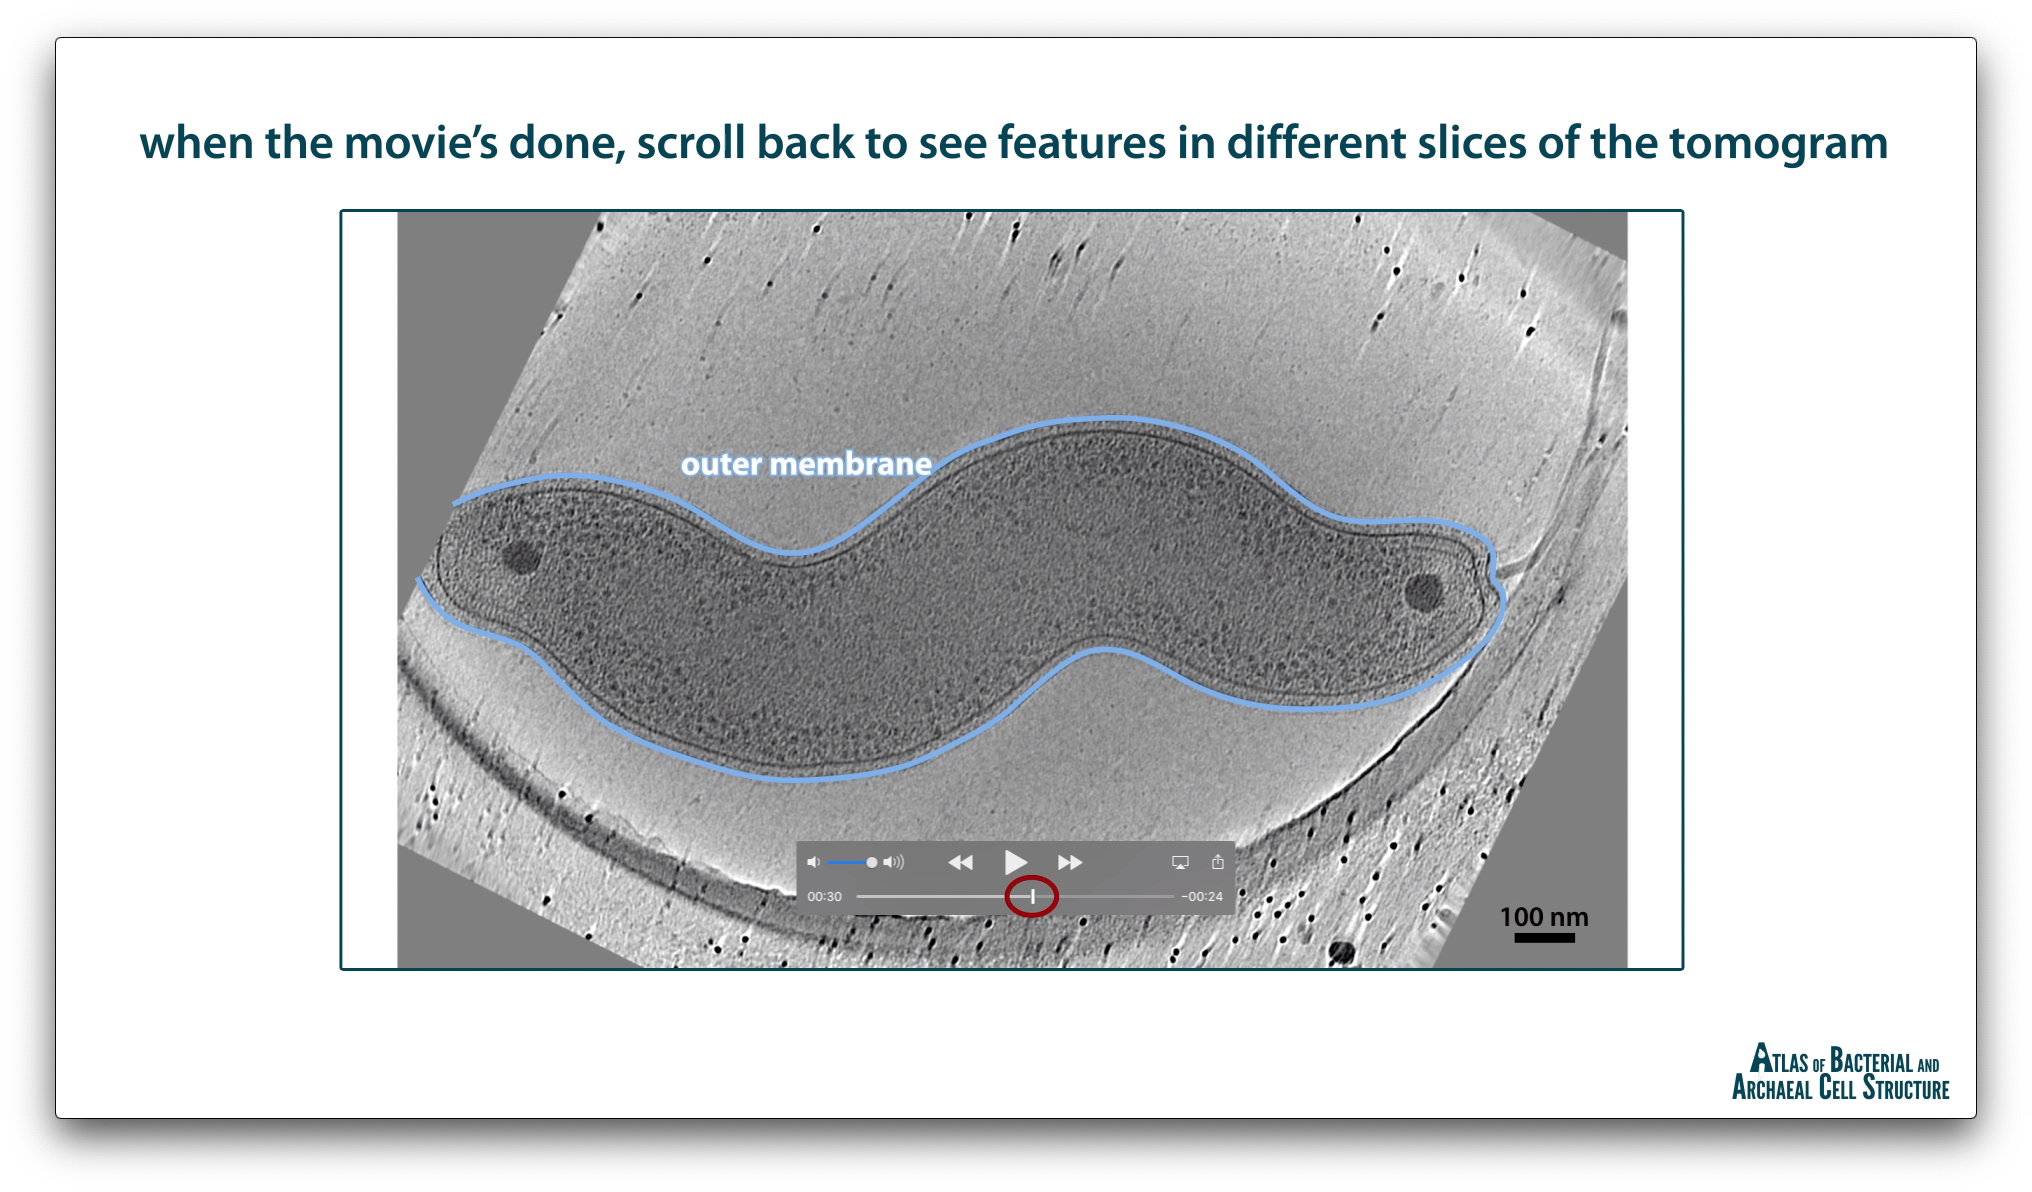 when the movie’s done, scroll back to see features in different slices of the tomogram
outer membrane
00:30
−00:24
100 nm
ATLAS OF BACTERIAL AND
ARCHAEAL CELL STRUCTURE